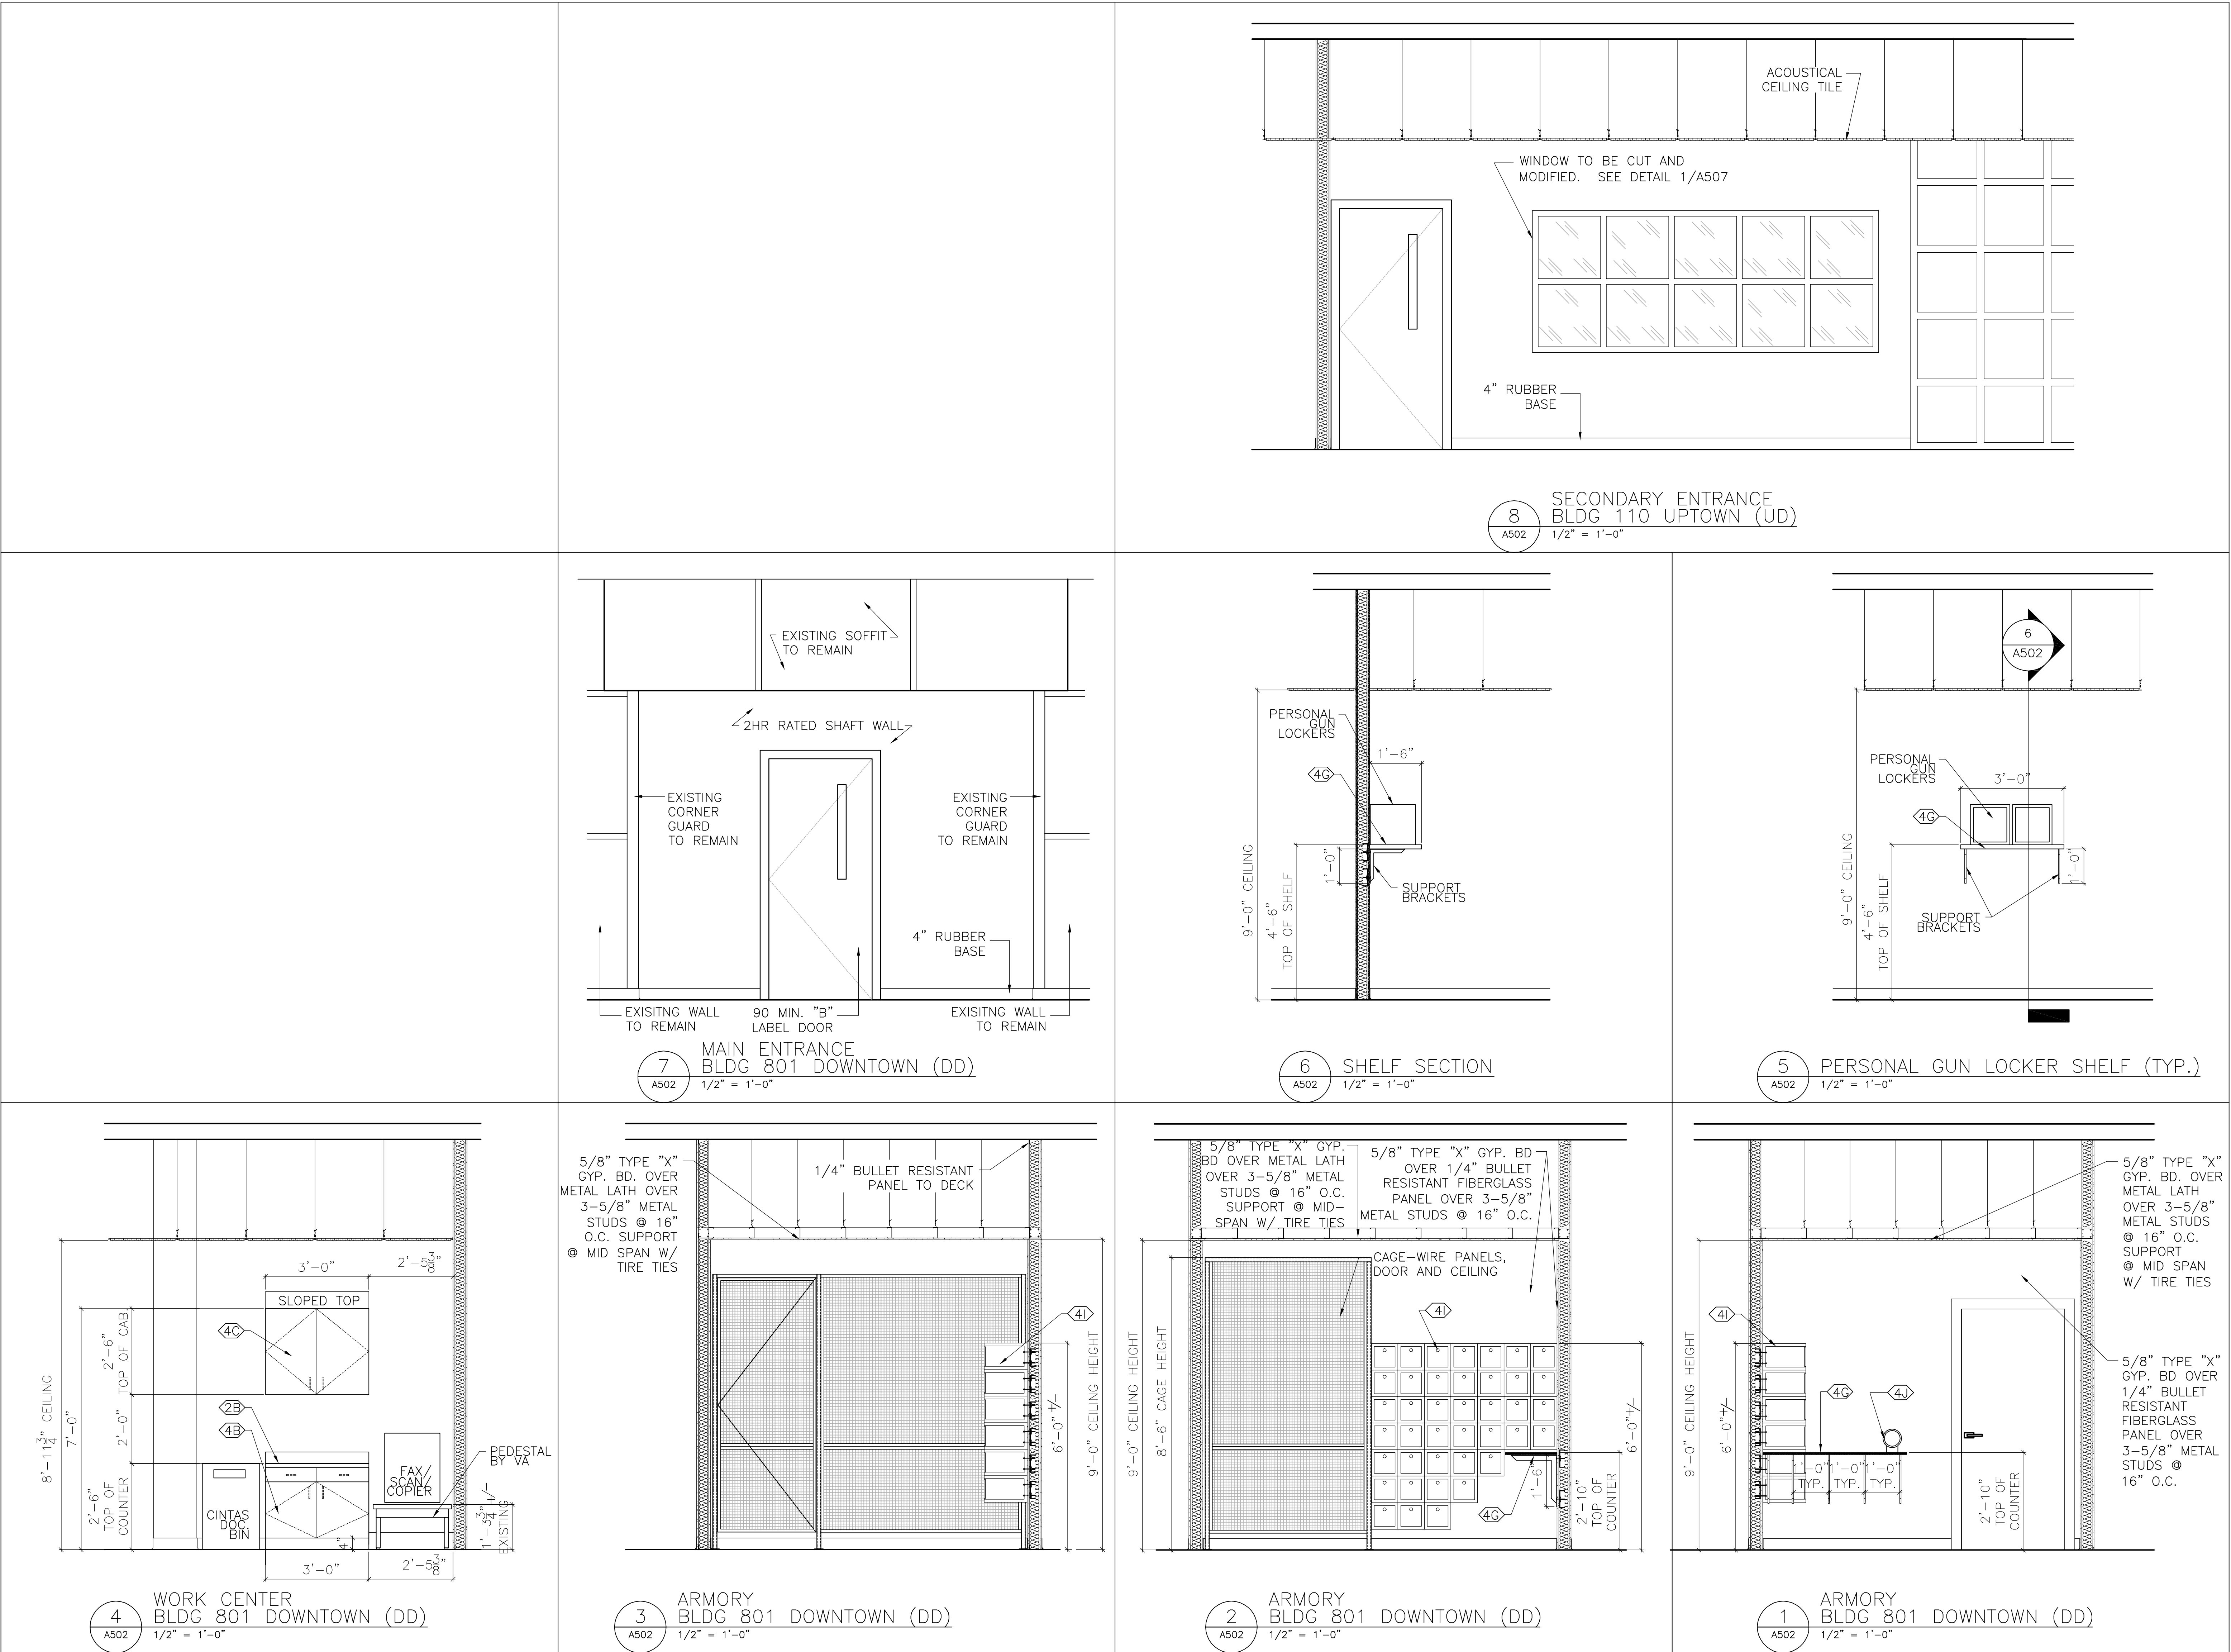 ACOUSTICAL
CEILING TILE
WINDOW TO BE CUT AND
MODIFIED. SEE DETAIL 1/A507
4" RUBBER
BASE
8
A502
SECONDARY ENTRANCE
BLDG 110 UPTOWN (UD)
1/2" = 1'-0"
EXISTING SOFFIT
TO REMAIN
2HR RATED SHAFT WALL
EXISTING
CORNER
GUARD
TO REMAIN
EXISTING
CORNER
GUARD
TO REMAIN
4" RUBBER
BASE
EXISITNG WALL
TO REMAIN
90 MIN. "B"
LABEL DOOR
EXISITNG WALL
TO REMAIN
7
A502
MAIN ENTRANCE
BLDG 801 DOWNTOWN (DD)
1/2" = 1'-0"
PERSONAL
GUN
LOCKERS
1'-6"
4G
1'-0"
SUPPORT
BRACKETS
9'-0" CEILING
4'-6"
TOP OF SHELF
6
A502
SHELF SECTION
1/2" = 1'-0"
6
A502
PERSONAL
GUN
LOCKERS
3'-0"
4G
1'-0"
SUPPORT
BRACKETS
9'-0" CEILING
4'-6"
TOP OF SHELF
5
A502
PERSONAL GUN LOCKER SHELF (TYP.)
1/2" = 1'-0"
3'-0"
2'-5 3/8"
SLOPED TOP
4C
2B
4B
8'-11 3/4" CEILING
7'-0"
2'-6"
TOP OF CAB.
2'-0"
2'-6"
TOP OF
COUNTER
CINTAS
DOC.
BIN
FAX/
SCAN/
COPIER
PEDESTAL
BY VA
4"
1'-3 3/4" +/-
EXISTING
3'-0"
2'-5 3/8"
4
A502
WORK CENTER
BLDG 801 DOWNTOWN (DD)
1/2" = 1'-0"
5/8" TYPE "X"
GYP. BD. OVER
METAL LATH OVER
3-5/8" METAL
STUDS @ 16"
O.C. SUPPORT
@ MID SPAN W/
TIRE TIES
1/4" BULLET RESISTANT
PANEL TO DECK
4I
6'-0"+/-
9'-0" CEILING HEIGHT
3
A502
ARMORY
BLDG 801 DOWNTOWN (DD)
1/2" = 1'-0"
5/8" TYPE "X" GYP.
BD OVER METAL LATH
OVER 3-5/8" METAL
STUDS @ 16" O.C.
SUPPORT @ MID-
SPAN W/ TIRE TIES
5/8" TYPE "X" GYP. BD
OVER 1/4" BULLET
RESISTANT FIBERGLASS
PANEL OVER 3-5/8"
METAL STUDS @ 16" O.C.
CAGE-WIRE PANELS,
DOOR AND CEILING
4I
9'-0" CEILING HEIGHT
8'-6" CAGE HEIGHT
4G
1'-6"
2'-10"
TOP OF
COUNTER
6'-0"+/-
2
A502
ARMORY
BLDG 801 DOWNTOWN (DD)
1/2" = 1'-0"
5/8" TYPE "X"
GYP. BD. OVER
METAL LATH
OVER 3-5/8"
METAL STUDS
@ 16" O.C.
SUPPORT
@ MID SPAN
W/ TIRE TIES
4I
9'-0" CEILING HEIGHT
6'-0"+/-
4G
4J
1'-0"
TYP.
1'-0"
TYP.
1'-0"
TYP.
2'-10"
TOP OF
COUNTER
5/8" TYPE "X"
GYP. BD OVER
1/4" BULLET
RESISTANT
FIBERGLASS
PANEL OVER
3-5/8" METAL
STUDS @
16" O.C.
1
A502
ARMORY
BLDG 801 DOWNTOWN (DD)
1/2" = 1'-0"